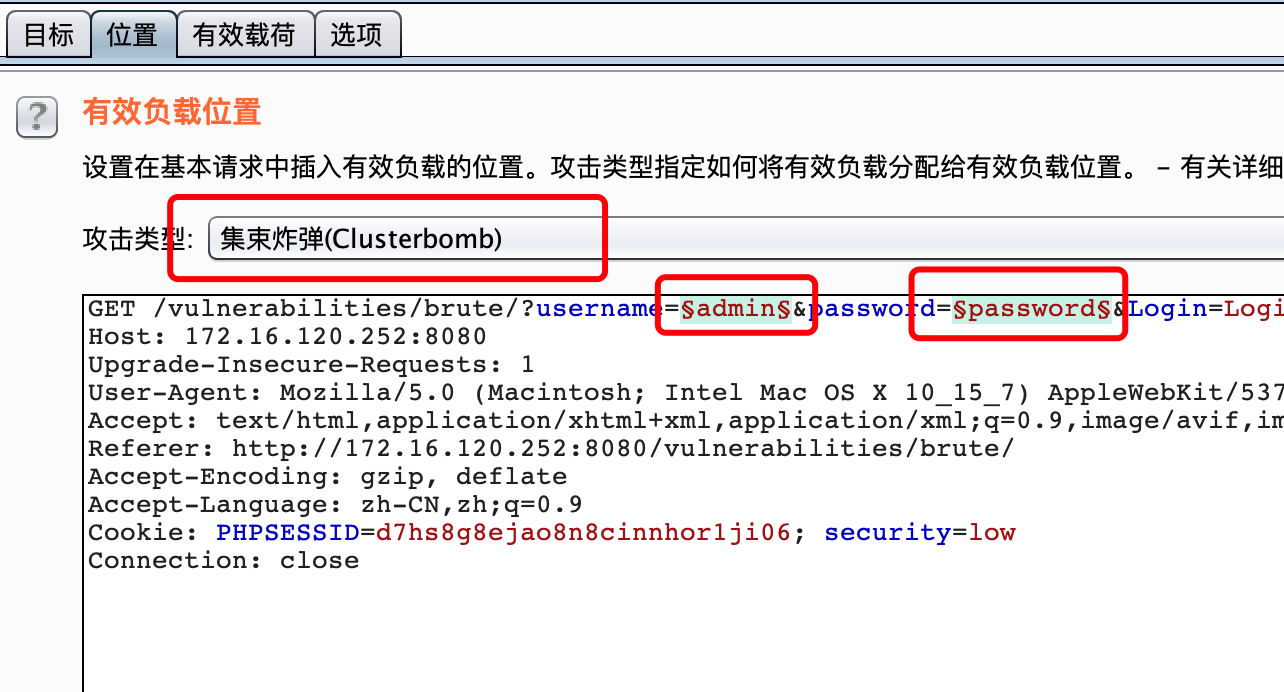 目标 位置 有效载荷 选项
? 有效负载位置
设置在基本请求中插入有效负载的位置。攻击类型指定如何将有效负载分配给有效负载位置。 – 有关详细
攻击类型: 集束炸弹(Clusterbomb)
GET /vulnerabilities/brute/?username=§admin§&password=§password§&Login=Logi
Host: 172.16.120.252:8080
Upgrade-Insecure-Requests: 1
User-Agent: Mozilla/5.0 (Macintosh; Intel Mac OS X 10_15_7) AppleWebKit/537
Accept: text/html,application/xhtml+xml,application/xml;q=0.9,image/avif,im
Referer: http://172.16.120.252:8080/vulnerabilities/brute/
Accept-Encoding: gzip, deflate
Accept-Language: zh-CN,zh;q=0.9
Cookie: PHPSESSID=d7hs8g8ejao8n8cinnhor1ji06; security=low
Connection: close